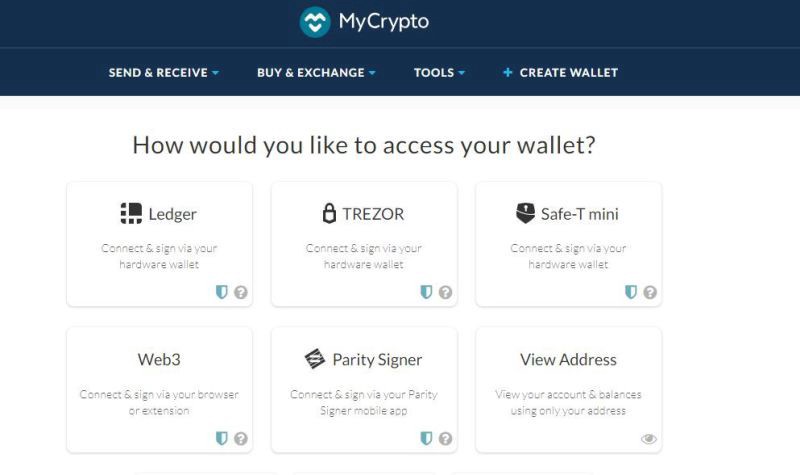 MyCrypto
SEND & RECEIVE BUY & EXCHANGE TOOLS + CREATE WALLET
How would you like to access your wallet?
Ledger TREZOR Safe-T mini
Connect & sign via your Connect & sign via your Connect & sign via your
hardware wallet hardware wallet hardware wallet
? ? ?
Web3 Parity Signer View Address
Connect & sign via your browser Connect & sign via your Parity View your account & balances
or extension Signer mobile app using only your address
? ?